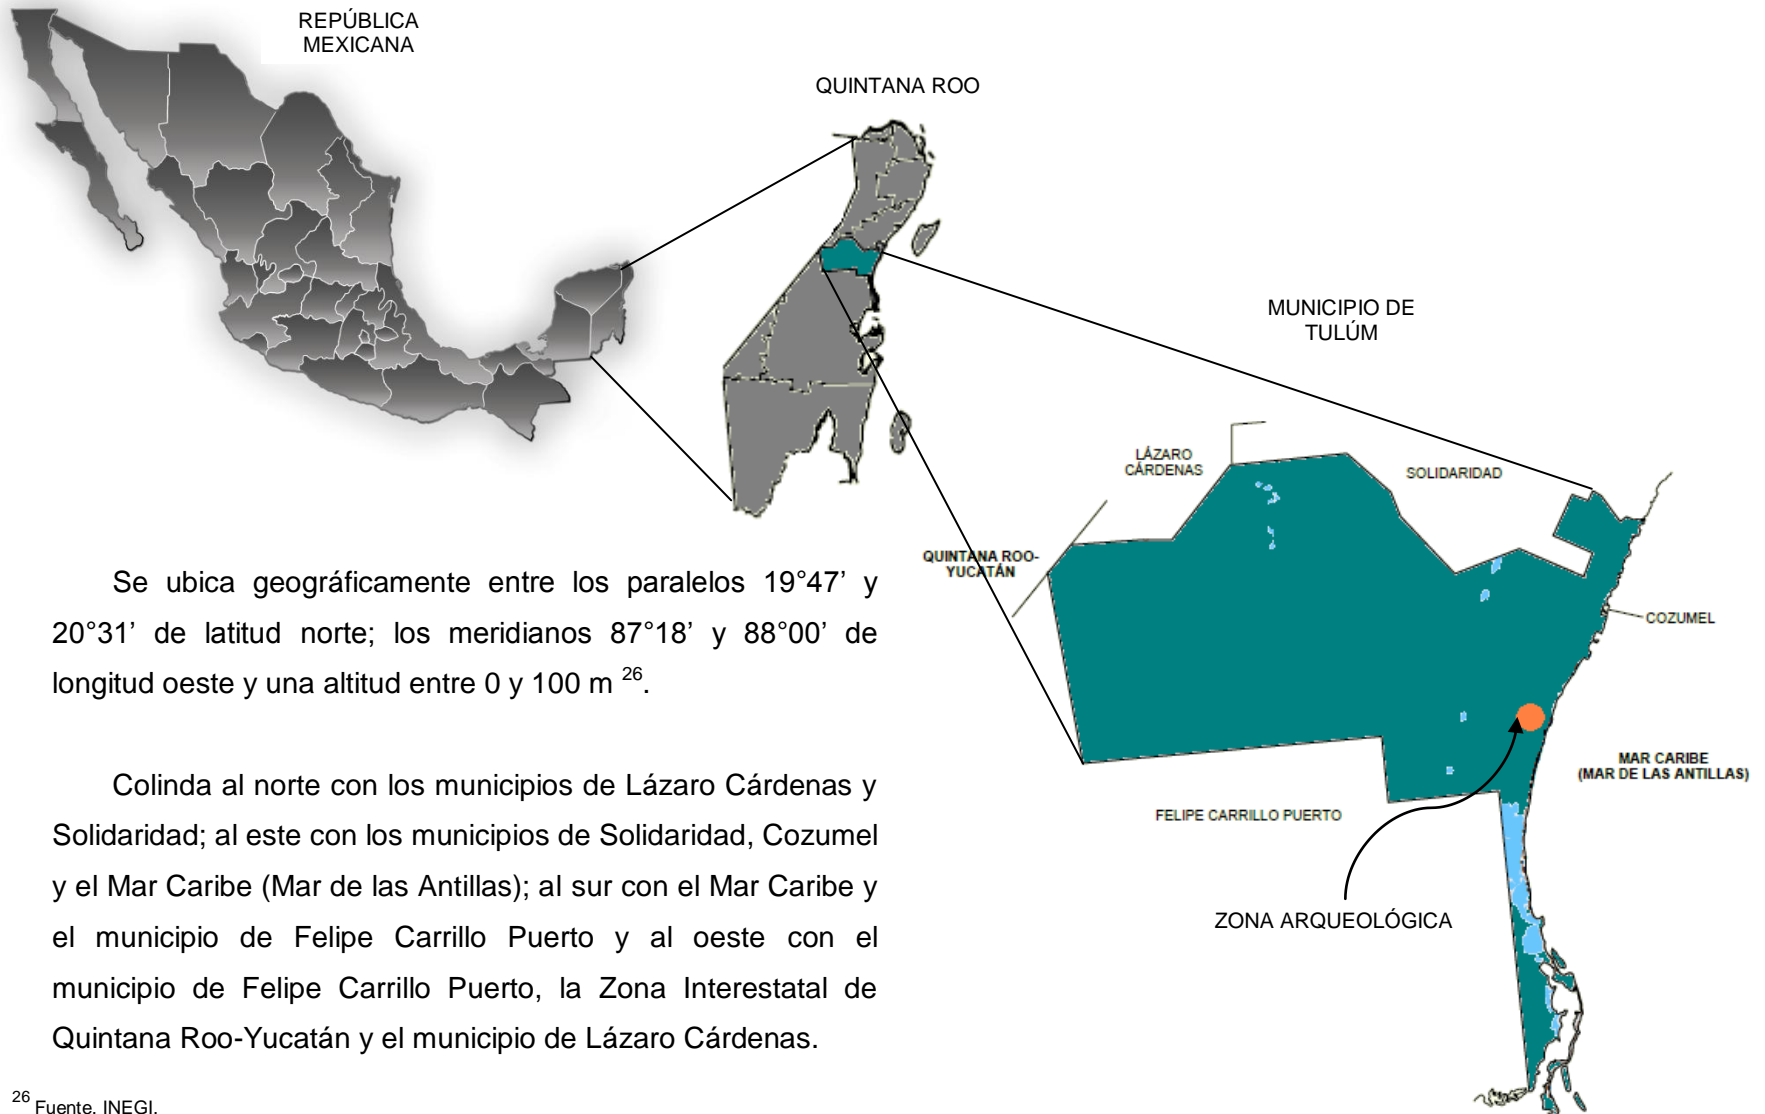 REPÚBLICA
MEXICANA
QUINTANA ROO
MUNICIPIO DE
TULÚM
LÁZARO
CÁRDENAS
SOLIDARIDAD
QUINTANA ROO-
YUCATÁN
COZUMEL
MAR CARIBE
(MAR DE LAS ANTILLAS)
FELIPE CARRILLO PUERTO
ZONA ARQUEOLÓGICA
Se ubica geográficamente entre los paralelos 19°47’ y
20°31’ de latitud norte; los meridianos 87°18’ y 88°00’ de
longitud oeste y una altitud entre 0 y 100 m 26.
Colinda al norte con los municipios de Lázaro Cárdenas y
Solidaridad; al este con los municipios de Solidaridad, Cozumel
y el Mar Caribe (Mar de las Antillas); al sur con el Mar Caribe y
el municipio de Felipe Carrillo Puerto y al oeste con el
municipio de Felipe Carrillo Puerto, la Zona Interestatal de
Quintana Roo-Yucatán y el municipio de Lázaro Cárdenas.
26 Fuente. INEGI.